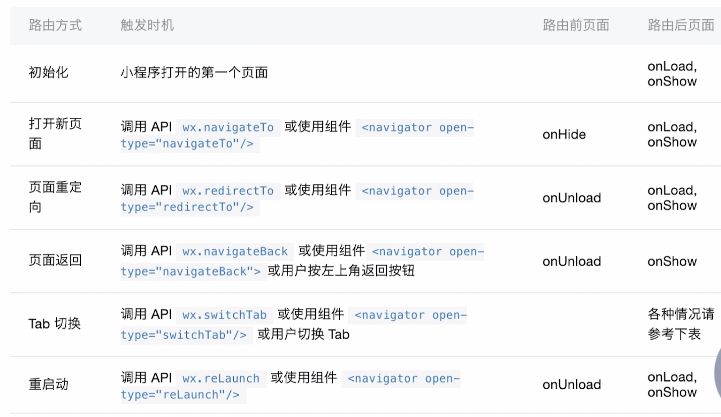 路由方式 触发时机 路由前页面 路由后页面
初始化 小程序打开的第一个页面 onLoad, onShow
打开新页面 调用 API wx.navigateTo 或使用组件 <navigator open-type="navigateTo"/> onHide onLoad, onShow
页面重定向 调用 API wx.redirectTo 或使用组件 <navigator open-type="redirectTo"/> onUnload onLoad, onShow
页面返回 调用 API wx.navigateBack 或使用组件<navigator open-type="navigateBack"> 或用户按左上角返回按钮 onUnload onShow
Tab 切换 调用 API wx.switchTab 或使用组件 <navigator open-type="switchTab"/> 或用户切换 Tab 各种情况请参考下表
重启动 调用 API wx.reLaunch 或使用组件 <navigator open-type="reLaunch"/> onUnload onLoad, onShow